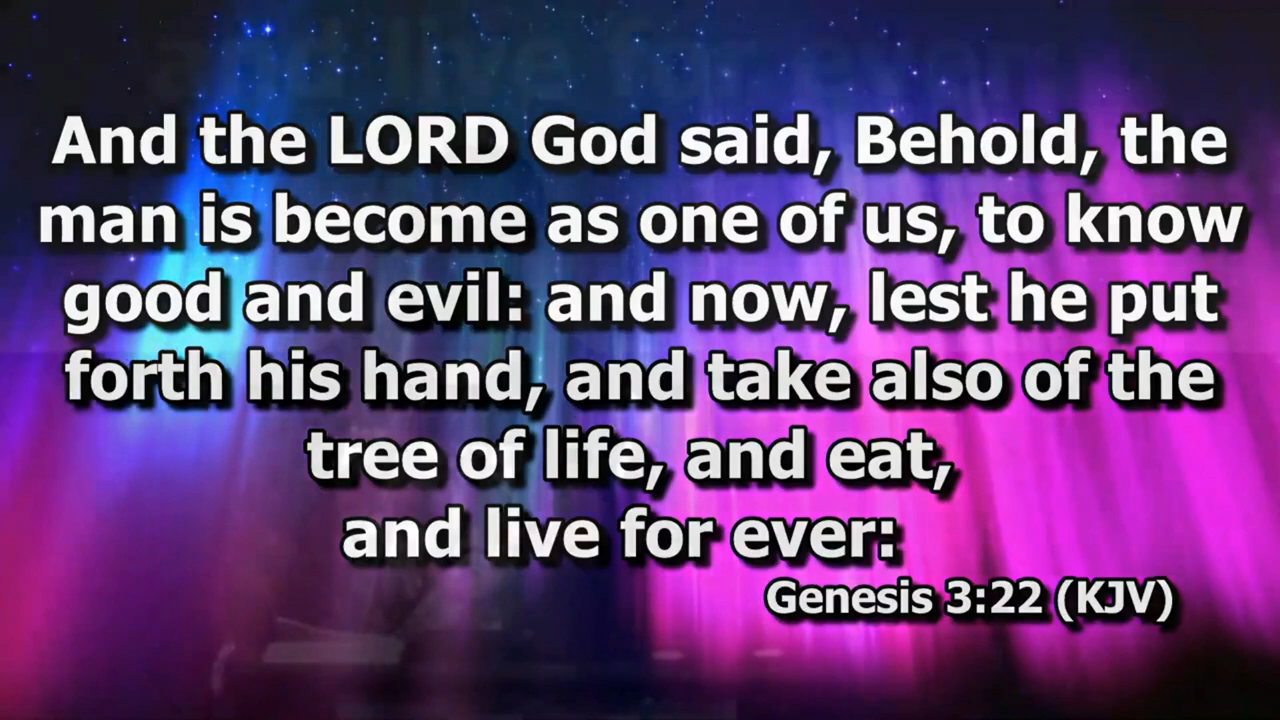 And the LORD God said, Behold, the
man is become as one of us, to know
good and evil: and now, lest he put
forth his hand, and take also of the
tree of life, and eat,
and live for ever:
Genesis 3:22 (KJV)